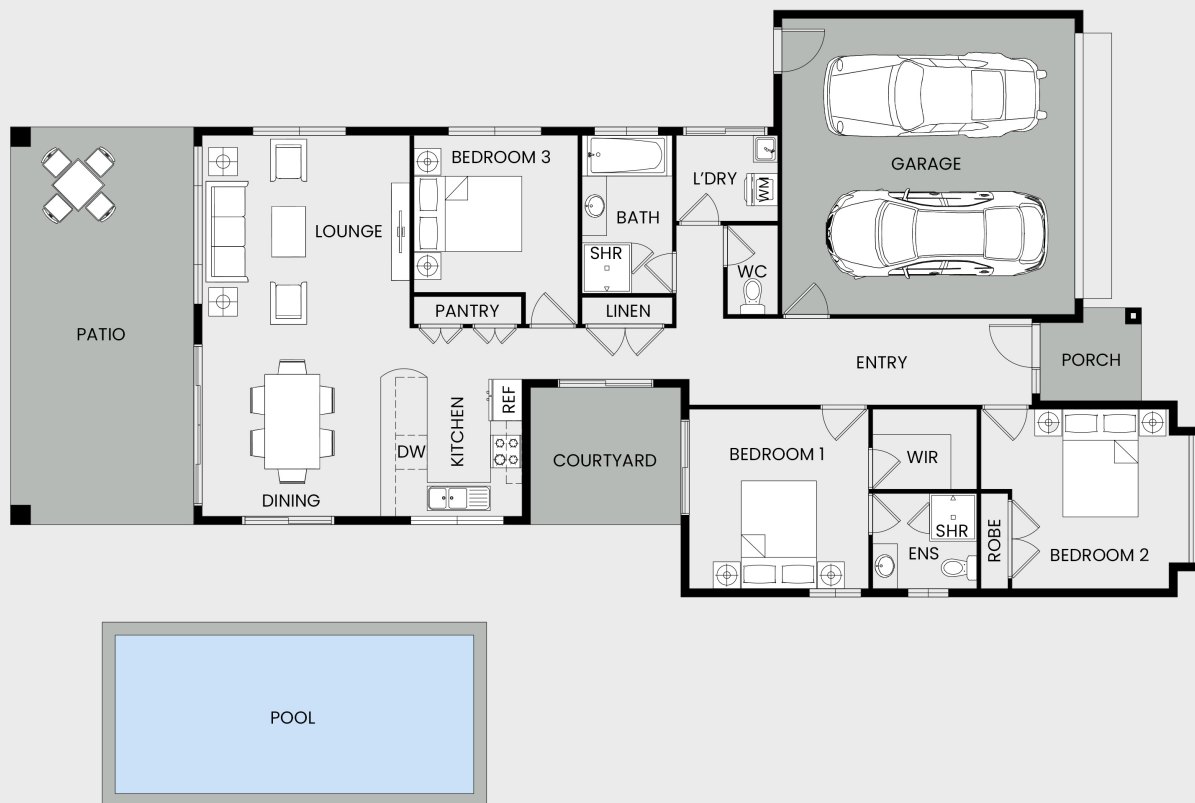 GARAGE
BEDROOM 3
L'DRY
WM
BATH
LOUNGE
SHR
WC
PANTRY
LINEN
PATIO
ENTRY
PORCH
REF
KITCHEN
DW
COURTYARD
BEDROOM 1
WIR
DINING
SHR
ROBE
ENS
BEDROOM 2
POOL